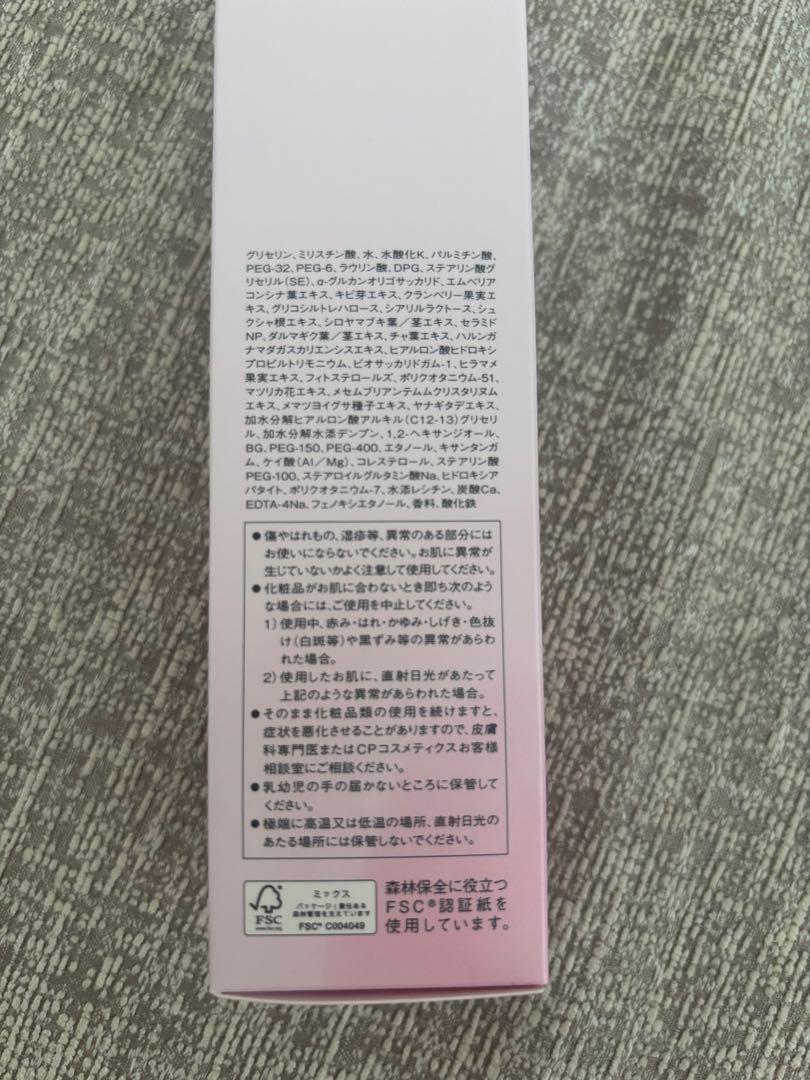 グリセリン、ミリスチン酸、水、水酸化K、パルミチン酸、
PEG-32、PEG-6、ラウリン酸、DPG、ステアリン酸グ
リセリル(SE)、α-グルカンオリゴサッカリド、エムベリア
コンシナ葉エキス、キビ芽エキス、クランベリー果実エ
キス、グリコシルトレハロース、シアリルラクトース、シュ
クシャ根エキス、シロヤマブキ葉/茎エキス、セラミド
NP、ダルマギク葉/茎エキス、チャ葉エキス、ハルンガ
ナマダガスカリエンシスエキス、ヒアルロン酸ヒドロキシ
プロピルトリモニウム、ビオサッカリドガム-1、ヒラマメ
果実エキス、フィトステロールズ、ポリクオタニウム-51、
マツリカ花エキス、メセムブリアンテムムクリスタリヌム
エキス、メマツヨイグサ種子エキス、ヤナギタデエキス、
加水分解ヒアルロン酸アルキル(C12-13)グリセリ
ル、加水分解水添デンプン、1,2-ヘキサンジオール、
BG、PEG-150、PEG-400、エタノール、キサンタンガ
ム、ケイ酸(Al/Mg)、コレステロール、ステアリン酸
PEG-100、ステアロイルグルタミン酸Na、ヒドロキシア
パタイト、ポリクオタニウム-7、水添レシチン、炭酸Ca、
EDTA-4Na、フェノキシエタノール、香料、酸化鉄
●傷やはれもの、湿疹等、異常のある部分には
お使いにならないでください。お肌に異常が
生じていないかよく注意して使用してください。
●化粧品がお肌に合わないとき即ち次のよう
な場合には、ご使用を中止してください。
1)使用中、赤み・はれ・かゆみ・しげき・色抜
け(白斑等)や黒ずみ等の異常があらわ
れた場合。
2)使用したお肌に、直射日光があたって
上記のような異常があらわれた場合。
●そのまま化粧品類の使用を続けますと、
症状を悪化させることがありますので、皮膚
科専門医またはCPコスメティクスお客様
相談室にご相談ください。
●乳幼児の手の届かないところに保管して
ください。
●極端に高温又は低温の場所、直射日光の
あたる場所には保管しないでください。
FSC
www.fsc.org
ミックス
パッケージ|責任ある
森林管理を支えています
FSC® C004049
森林保全に役立つ
FSC®認証紙を
使用しています。